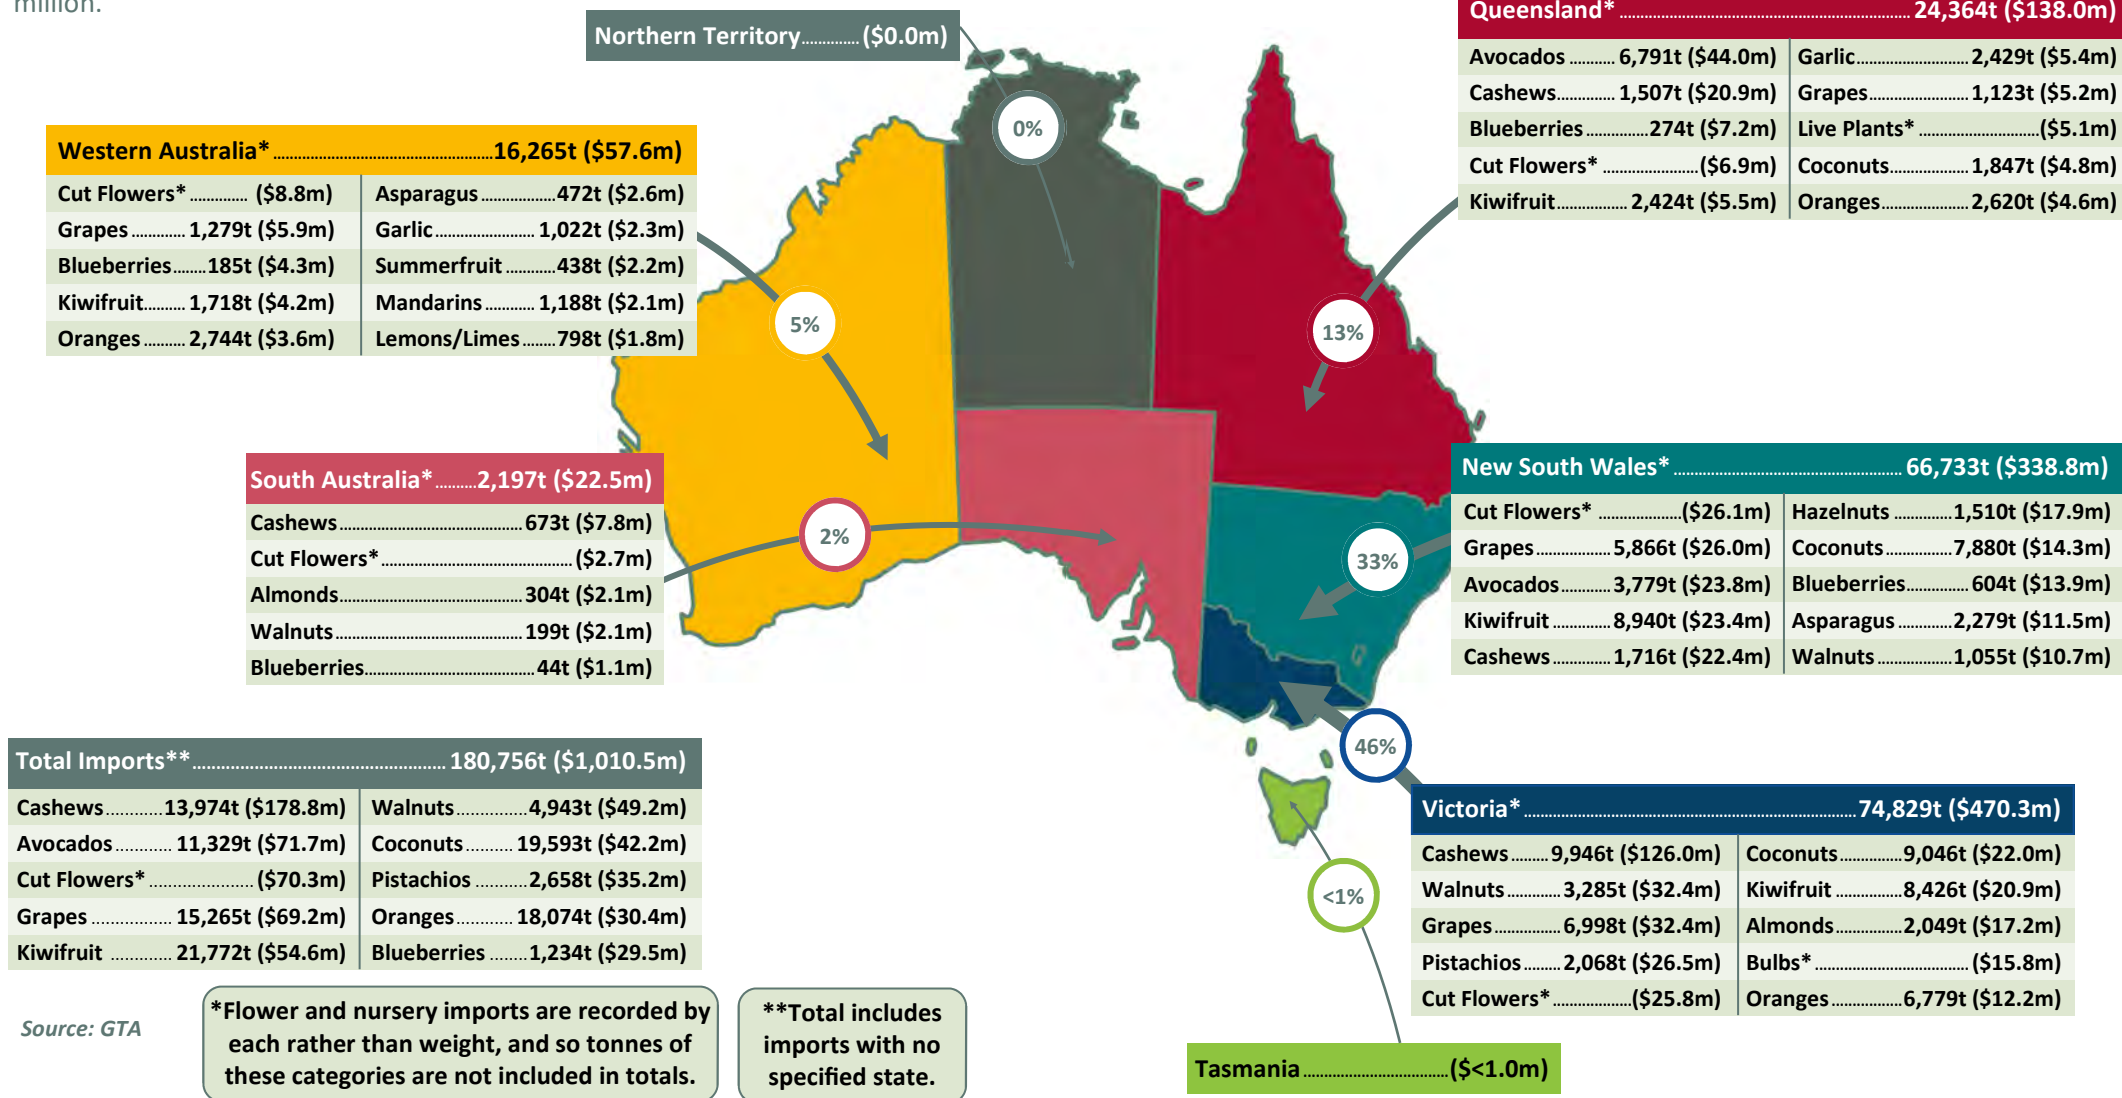 million.
Northern Territory.............. ($0.0m)
0%
Queensland* .............. 24,364t ($138.0m)
Avocados .......... 6,791t ($44.0m)
Cashews............. 1,507t ($20.9m)
Blueberries ..............274t ($7.2m)
Cut Flowers* .......................($6.9m)
Kiwifruit................. 2,424t ($5.5m)
Garlic.......................... 2,429t ($5.4m)
Grapes....................... 1,123t ($5.2m)
Live Plants* ............................($5.1m)
Coconuts.................. 1,847t ($4.8m)
Oranges.................... 2,620t ($4.6m)
13%
Western Australia* ..............16,265t ($57.6m)
Cut Flowers* .............. ($8.8m)
Grapes ............. 1,279t ($5.9m)
Blueberries........185t ($4.3m)
Kiwifruit.......... 1,718t ($4.2m)
Oranges .......... 2,744t ($3.6m)
Asparagus ..................472t ($2.6m)
Garlic........................ 1,022t ($2.3m)
Summerfruit ............438t ($2.2m)
Mandarins ............. 1,188t ($2.1m)
Lemons/Limes........798t ($1.8m)
5%
South Australia* ..........2,197t ($22.5m)
Cashews............................................ 673t ($7.8m)
Cut Flowers*.............................................. ($2.7m)
Almonds............................................ 304t ($2.1m)
Walnuts............................................. 199t ($2.1m)
Blueberries......................................... 44t ($1.1m)
2%
New South Wales* .............. 66,733t ($338.8m)
Cut Flowers* ....................($26.1m)
Grapes .................. 5,866t ($26.0m)
Avocados .............. 3,779t ($23.8m)
Kiwifruit ............... 8,940t ($23.4m)
Cashews............... 1,716t ($22.4m)
Hazelnuts ..............1,510t ($17.9m)
Coconuts................7,880t ($14.3m)
Blueberries............... 604t ($13.9m)
Asparagus .............2,279t ($11.5m)
Walnuts ..................1,055t ($10.7m)
33%
Total Imports**.............. 180,756t ($1,010.5m)
Cashews.............13,974t ($178.8m)
Avocados .............. 11,329t ($71.7m)
Cut Flowers* ......................... ($70.3m)
Grapes ................... 15,265t ($69.2m)
Kiwifruit .............. 21,772t ($54.6m)
Walnuts.................4,943t ($49.2m)
Coconuts........... 19,593t ($42.2m)
Pistachios .............2,658t ($35.2m)
Oranges............. 18,074t ($30.4m)
Blueberries .........1,234t ($29.5m)
46%
Victoria* .............. 74,829t ($470.3m)
Cashews......... 9,946t ($126.0m)
Walnuts.............. 3,285t ($32.4m)
Grapes................ 6,998t ($32.4m)
Pistachios ......... 2,068t ($26.5m)
Cut Flowers*....................($25.8m)
Coconuts...............9,046t ($22.0m)
Kiwifruit ................8,426t ($20.9m)
Almonds................2,049t ($17.2m)
Bulbs* .................................... ($15.8m)
Oranges.................6,779t ($12.2m)
<1%
Tasmania ..............($<1.0m)
Source: GTA
*Flower and nursery imports are recorded by
each rather than weight, and so tonnes of
these categories are not included in totals.
**Total includes
imports with no
specified state.